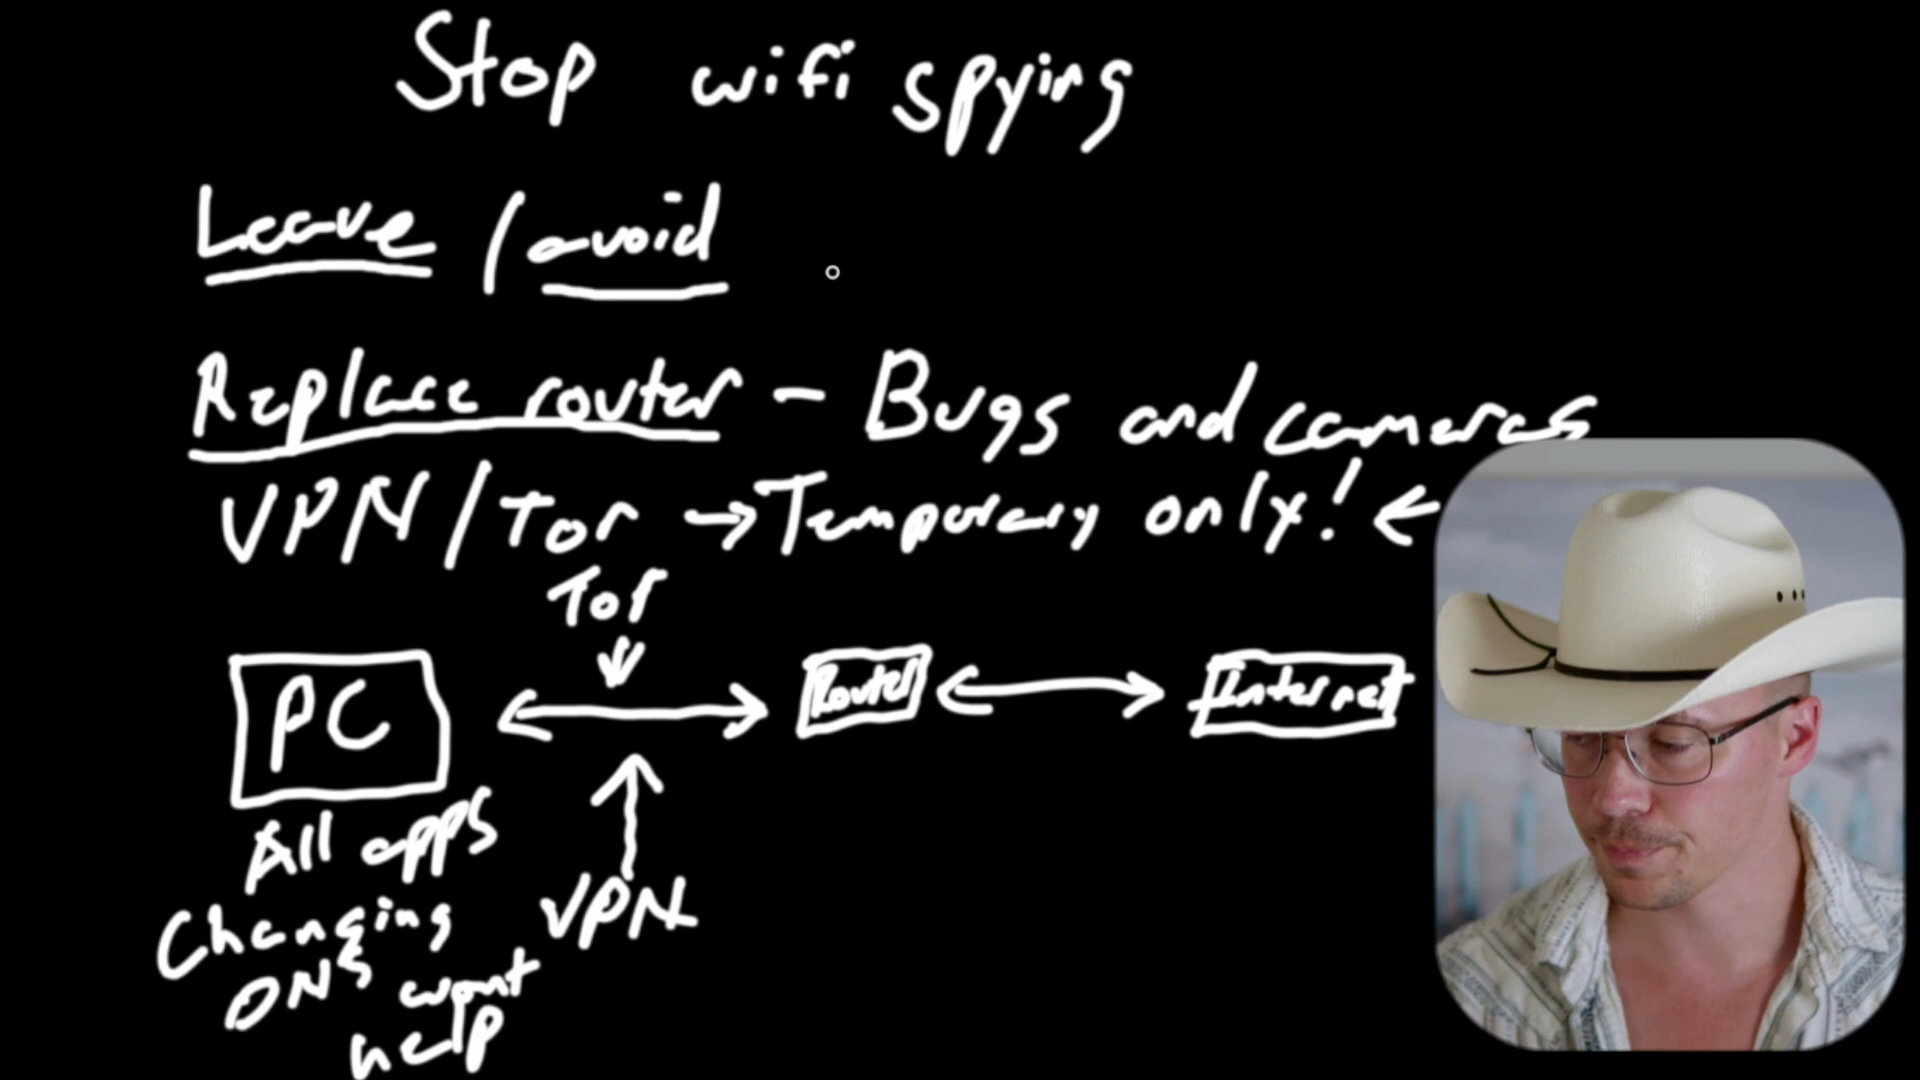 Stop wifi spying
Leave / avoid
Replace router - Bugs and cameras
VPN / Tor → Temporary only! ←
Tor
PC
Router
Internet
All apps
Changing
DNS wont
help
VPN